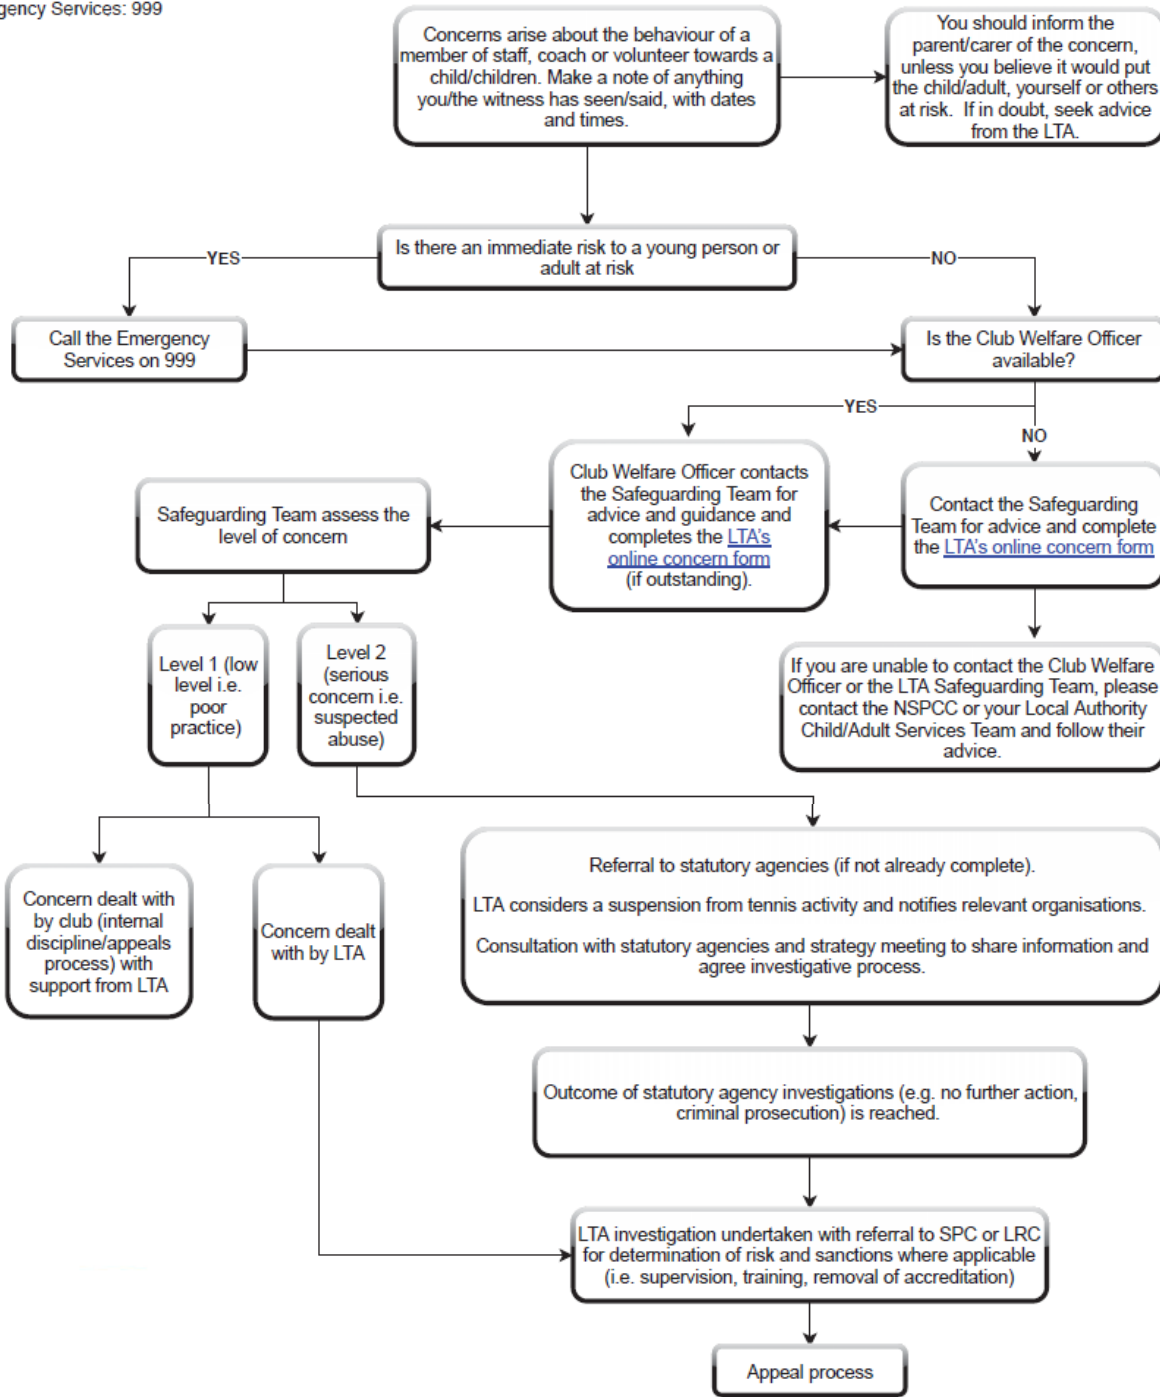 gency Services: 999
Concerns arise about the behaviour of a
member of staff, coach or volunteer towards a
child/children. Make a note of anything
you/the witness has seen/said, with dates
and times.
You should inform the
parent/carer of the concern,
unless you believe it would put
the child/adult, yourself or others
at risk.  If in doubt, seek advice
from the LTA.
Is there an immediate risk to a young person or
adult at risk
YES
NO
Call the Emergency
Services on 999
Is the Club Welfare Officer
available?
YES
NO
Club Welfare Officer contacts
the Safeguarding Team for
advice and guidance and
completes the LTA's
online concern form
(if outstanding).
Contact the Safeguarding
Team for advice and complete
the LTA's online concern form
Safeguarding Team assess the
level of concern
Level 1 (low
level i.e.
poor
practice)
Level 2
(serious
concern i.e.
suspected
abuse)
If you are unable to contact the Club Welfare
Officer or the LTA Safeguarding Team, please
contact the NSPCC or your Local Authority
Child/Adult Services Team and follow their
advice.
Concern dealt with
by club (internal
discipline/appeals
process) with
support from LTA
Concern dealt
with by LTA
Referral to statutory agencies (if not already complete).
LTA considers a suspension from tennis activity and notifies relevant organisations.
Consultation with statutory agencies and strategy meeting to share information and
agree investigative process.
Outcome of statutory agency investigations (e.g. no further action,
criminal prosecution) is reached.
LTA investigation undertaken with referral to SPC or LRC
for determination of risk and sanctions where applicable
(i.e. supervision, training, removal of accreditation)
Appeal process